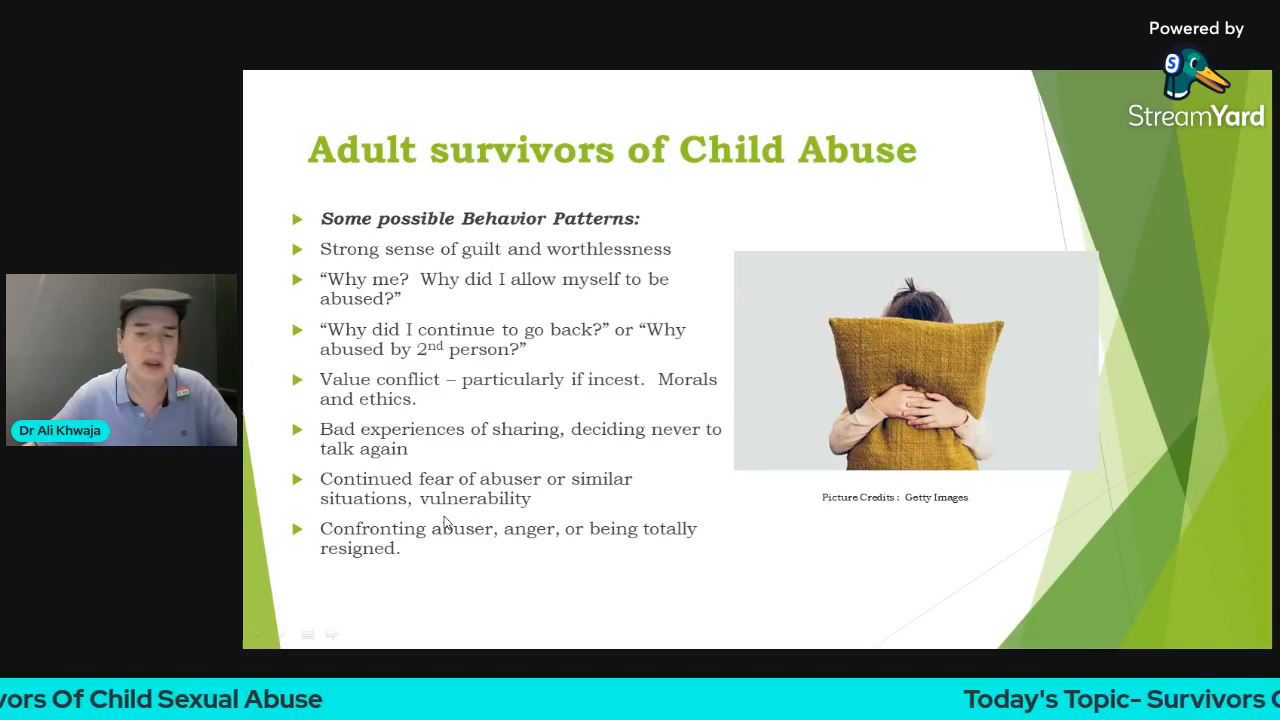 Powered by
StreamYard
Adult survivors of Child Abuse
Some possible Behavior Patterns:
Strong sense of guilt and worthlessness
“Why me?  Why did I allow myself to be
abused?”
“Why did I continue to go back?” or “Why
abused by 2nd person?”
Value conflict – particularly if incest.  Morals
and ethics.
Bad experiences of sharing, deciding never to
talk again
Continued fear of abuser or similar
situations, vulnerability
Confronting abuser, anger, or being totally
resigned.
Picture Credits :  Getty Images
Dr Ali Khwaja
vors Of Child Sexual Abuse
Today's Topic- Survivors